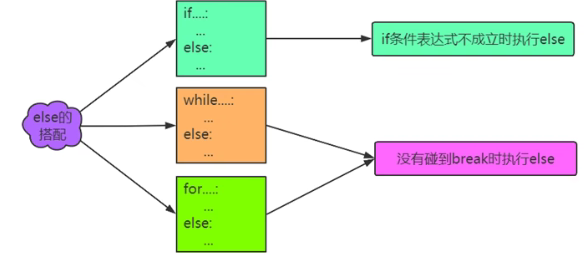 else的
搭配
if....:
...
else:
...
while....:
...
else:
...
for....:
...
else:
...
if条件表达式不成立时执行else
没有碰到break时执行else